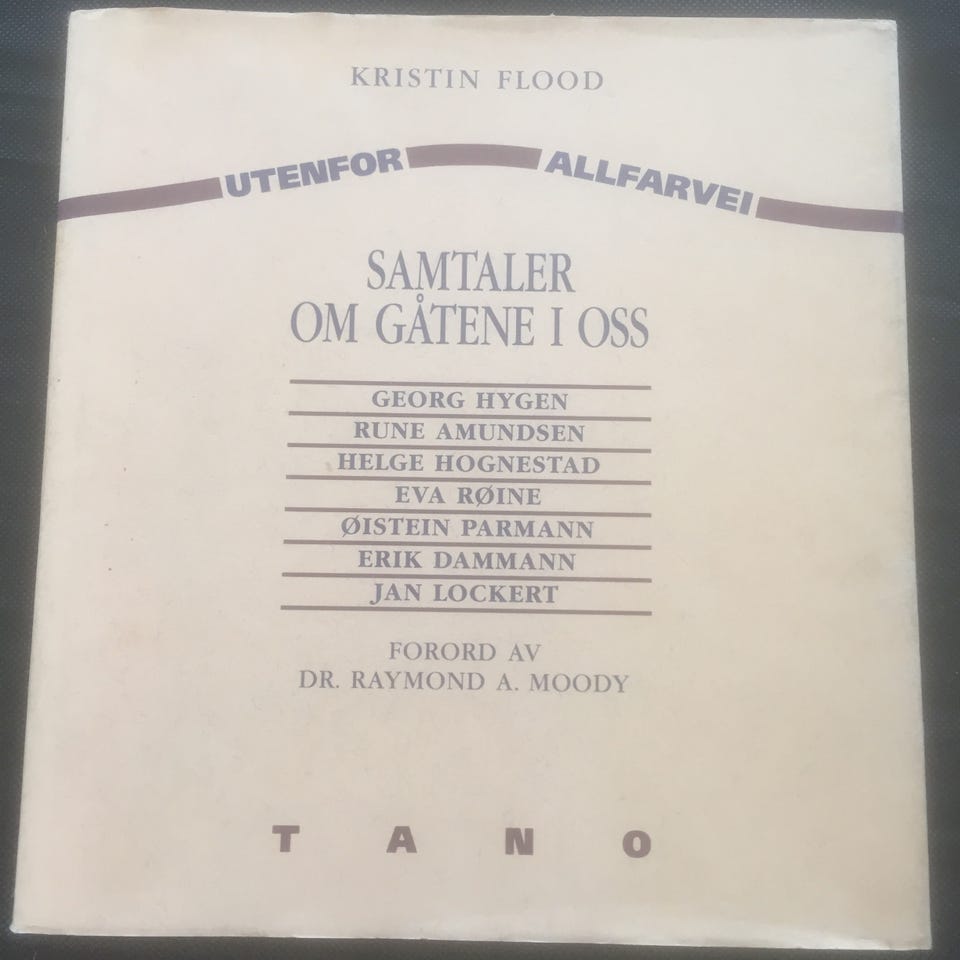 KRISTIN FLOOD
UTENFOR ALLFARVEI
SAMTALER
OM GÅTENE I OSS
GEORG HYGEN
RUNE AMUNDSEN
HELGE HOGNESTAD
EVA RØINE
ØISTEIN PARMANN
ERIK DAMMANN
JAN LOCKERT
FORORD AV
DR. RAYMOND A. MOODY
TANO